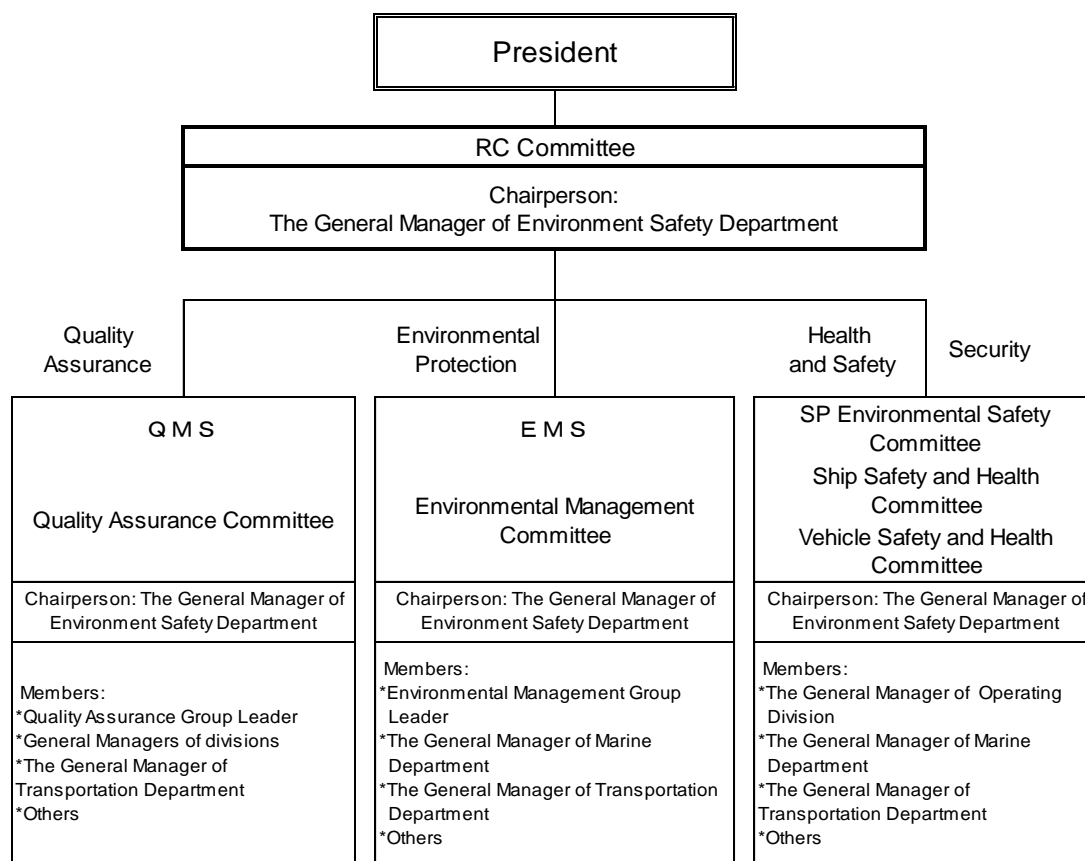 President
RC Committee
Chairperson:
The General Manager of Environment Safety Department
Quality
Assurance
Environmental
Protection
Health
and Safety
Security
Q M S
Quality Assurance Committee
Chairperson: The General Manager of
Environment Safety Department
Members:
*Quality Assurance Group Leader
*General Managers of divisions
*The General Manager of
Transportation Department
*Others
E M S
Environmental Management
Committee
Chairperson: The General Manager of
Environment Safety Department
Members:
*Environmental Management Group
Leader
*The General Manager of Marine
Department
*The General Manager of Transportation
Department
*Others
SP Environmental Safety
Committee
Ship Safety and Health
Committee
Vehicle Safety and Health
Committee
Chairperson: The General Manager of
Environment Safety Department
Members:
*The General Manager of Operating
Division
*The General Manager of Marine
Department
*The General Manager of
Transportation Department
*Others